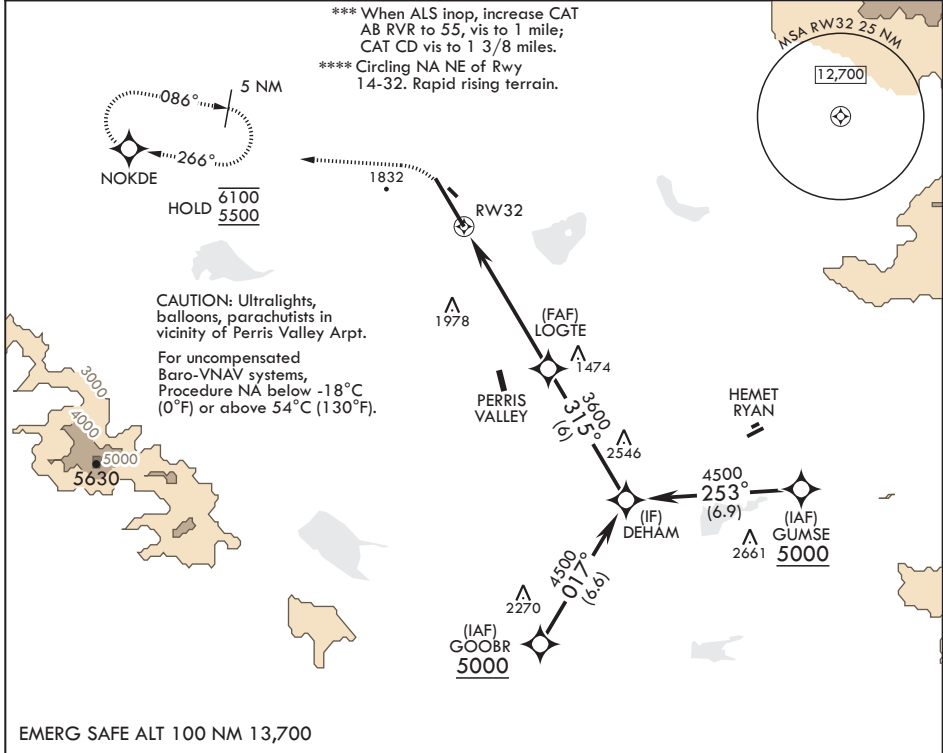 *** When ALS inop, increase CAT
AB RVR to 55, vis to 1 mile;
CAT CD vis to 1 3/8 miles.
**** Circling NA NE of Rwy
14-32. Rapid rising terrain.
MSA RW32 25 NM
12,700
086°
5 NM
266°
NOKDE
HOLD 6100
5500
1832
RW32
CAUTION: Ultralights,
balloons, parachutists in
vicinity of Perris Valley Arpt.
For uncompensated
Baro-VNAV systems,
Procedure NA below -18°C
(0°F) or above 54°C (130°F).
1978
(FAF)
LOGTE
1474
PERRIS
VALLEY
3600
315°
(6)
2546
HEMET
RYAN
3000
4000
5000
5630
4500
253°
(6.9)
(IF)
DEHAM
(IAF)
GUMSE
5000
2661
4500
017°
(6.6)
2270
(IAF)
GOOBR
5000
EMERG SAFE ALT 100 NM 13,700